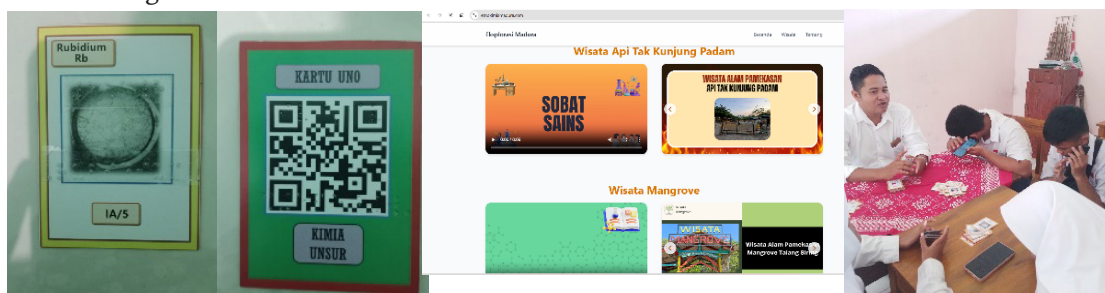 Rubidium
Rb
IA/5
KARTU UNO
KIMIA
UNSUR
Eksplorasi Madura
Beranda Wisata Tentang
Wisata Api Tak Kunjung Padam
SOBAT
SAINS
WISATA ALAM PAMEKASAN
API TAK KUNJUNG PADAM
Wisata Mangrove
WISATA
MANGROVE
Wisata Alam Pamekasan
Mangrove Talang Siring